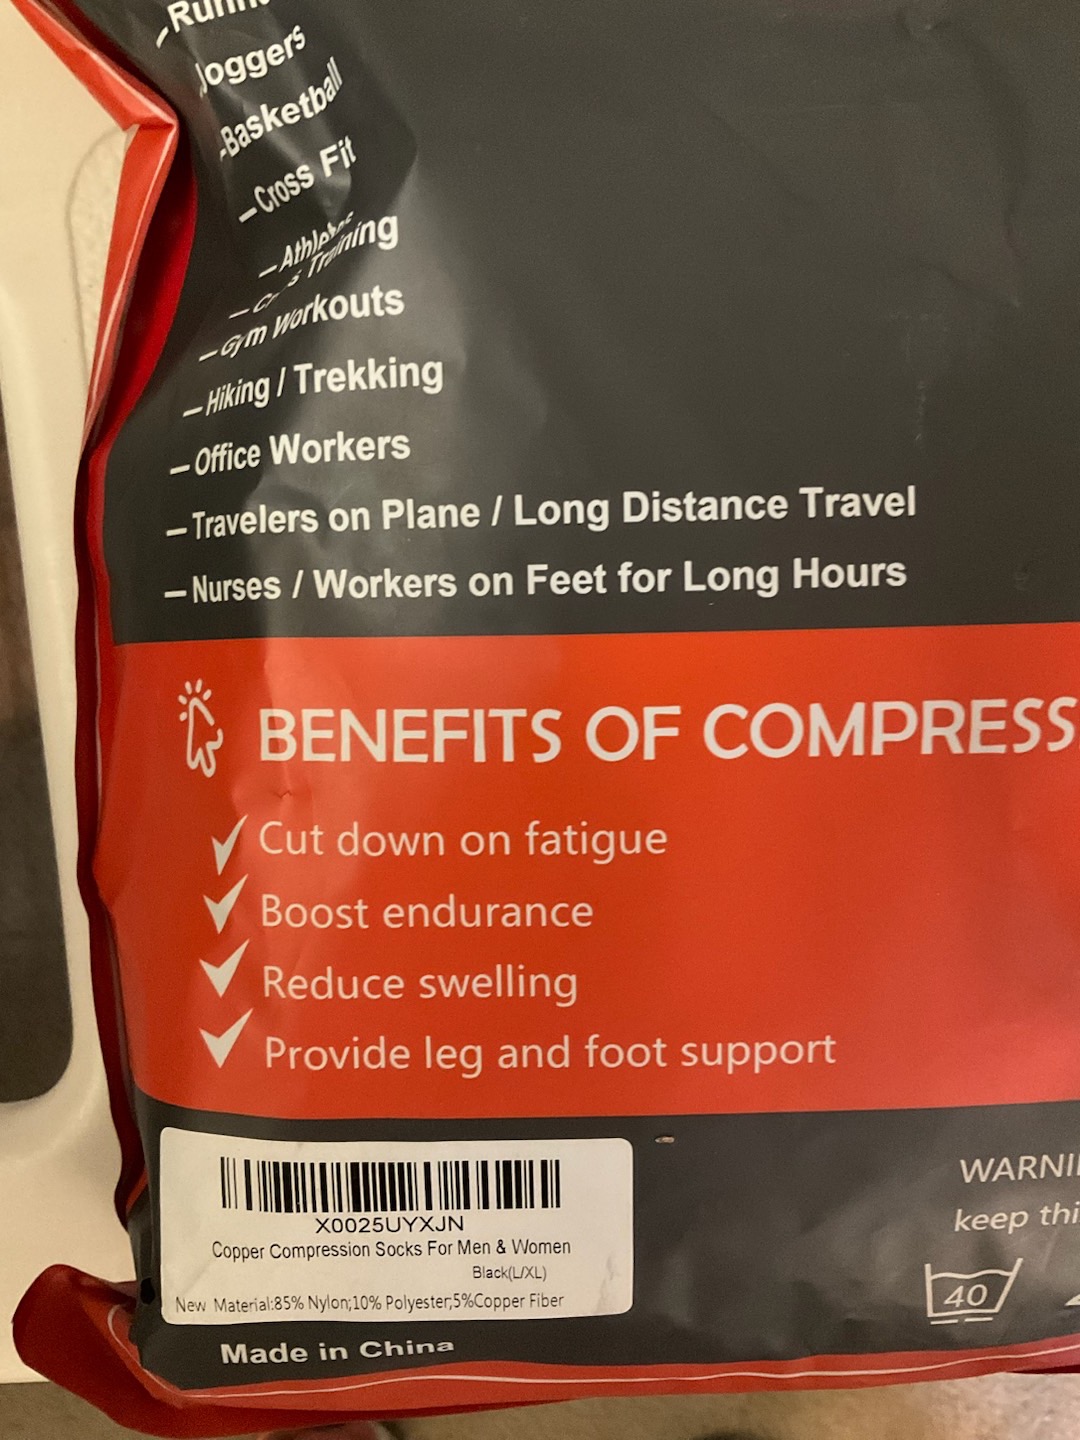 Joggers
–Basketball
–Cross Fit
–Athletes
Training
–Gym Workouts
–Hiking / Trekking
–Office Workers
–Travelers on Plane / Long Distance Travel
–Nurses / Workers on Feet for Long Hours
BENEFITS OF
Cut down on fatigue
Boost endurance
Reduce swelling
Provide leg and foot support
X0025UYXJN
Copper Compression Socks For Men & Women
Black(L/XL)
New Material:85% Nylon;10% Polyester;5%Copper Fiber
Made in China
keep
40